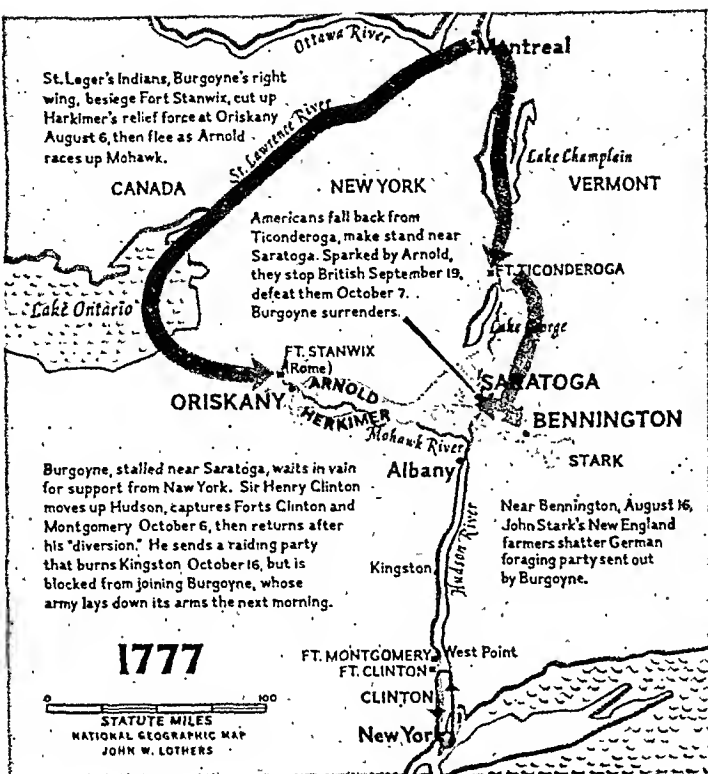 Ottawa River
Montreal
St. Leger's Indians, Burgoyne's right
wing, besiege Fort Stanwix, cut up
Harkimer's relief force at Oriskany
August 6, then flee as Arnold
races up Mohawk.
St. Lawrence River
Lake Champlain
CANADA
NEW YORK
VERMONT
Americans fall back from
Ticonderoga, make stand near
Saratoga. Sparked by Arnold,
they stop British September 19,
defeat them October 7.
Burgoyne surrenders.
FT. TICONDEROGA
Lake Ontario
Lake George
FT. STANWIX
(Rome)
ARNOLD
SARATOGA
ORISKANY
HERKIMER
BENNINGTON
Mohawk River
STARK
Albany
Burgoyne, stalled near Saratoga, waits in vain
for support from Naw York. Sir Henry Clinton
moves up Hudson, captures Forts Clinton and
Montgomery October 6, then returns after
his "diversion." He sends a raiding party
that burns Kingston October 16, but is
blocked from joining Burgoyne, whose
army lays down its arms the next morning.
Near Bennington, August 16,
John Stark's New England
farmers shatter German
foraging party sent out
by Burgoyne.
Hudson River
Kingston
1777
FT. MONTGOMERY
West Point
FT. CLINTON
CLINTON
New York
0 100
STATUTE MILES
NATIONAL GEOGRAPHIC MAP
JOHN W. LOTHERS